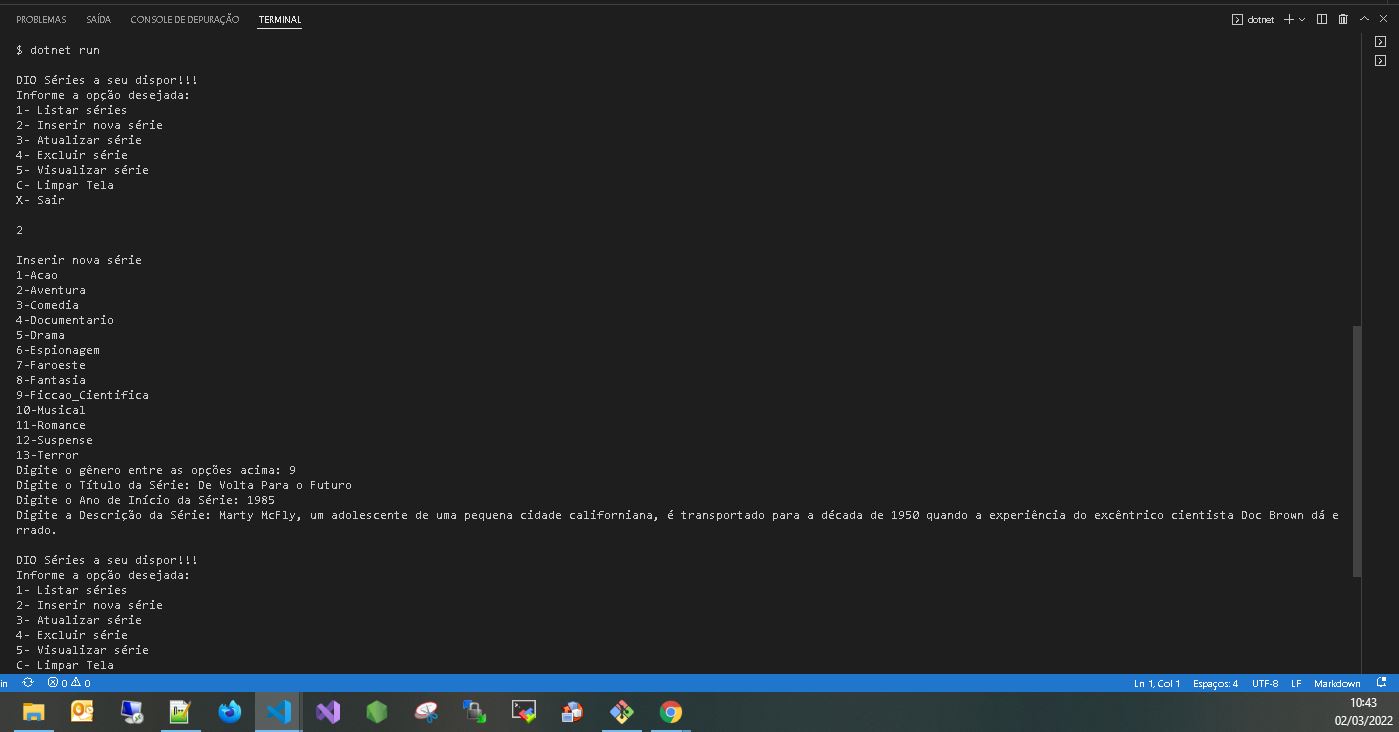 PROBLEMAS SAÍDA CONSOLE DE DEPURAÇÃO TERMINAL dotnet
$ dotnet run
DIO Séries a seu dispor!!!
Informe a opção desejada:
1- Listar séries
2- Inserir nova série
3- Atualizar série
4- Excluir série
5- Visualizar série
C- Limpar Tela
X- Sair
2
Inserir nova série
1-Acao
2-Aventura
3-Comedia
4-Documentario
5-Drama
6-Espionagem
7-Faroeste
8-Fantasia
9-Ficcao_Cientifica
10-Musical
11-Romance
12-Suspense
13-Terror
Digite o gênero entre as opções acima: 9
Digite o Título da Série: De Volta Para o Futuro
Digite o Ano de Início da Série: 1985
Digite a Descrição da Série: Marty McFly, um adolescente de uma pequena cidade californiana, é transportado para a década de 1950 quando a experiência do excêntrico cientista Doc Brown dá e
rrado.
DIO Séries a seu dispor!!!
Informe a opção desejada:
1- Listar séries
2- Inserir nova série
3- Atualizar série
4- Excluir série
5- Visualizar série
C- Limpar Tela
in 0 0 Ln 1, Col 1 Espaços: 4 UTF-8 LF Markdown
10:43
02/03/2022